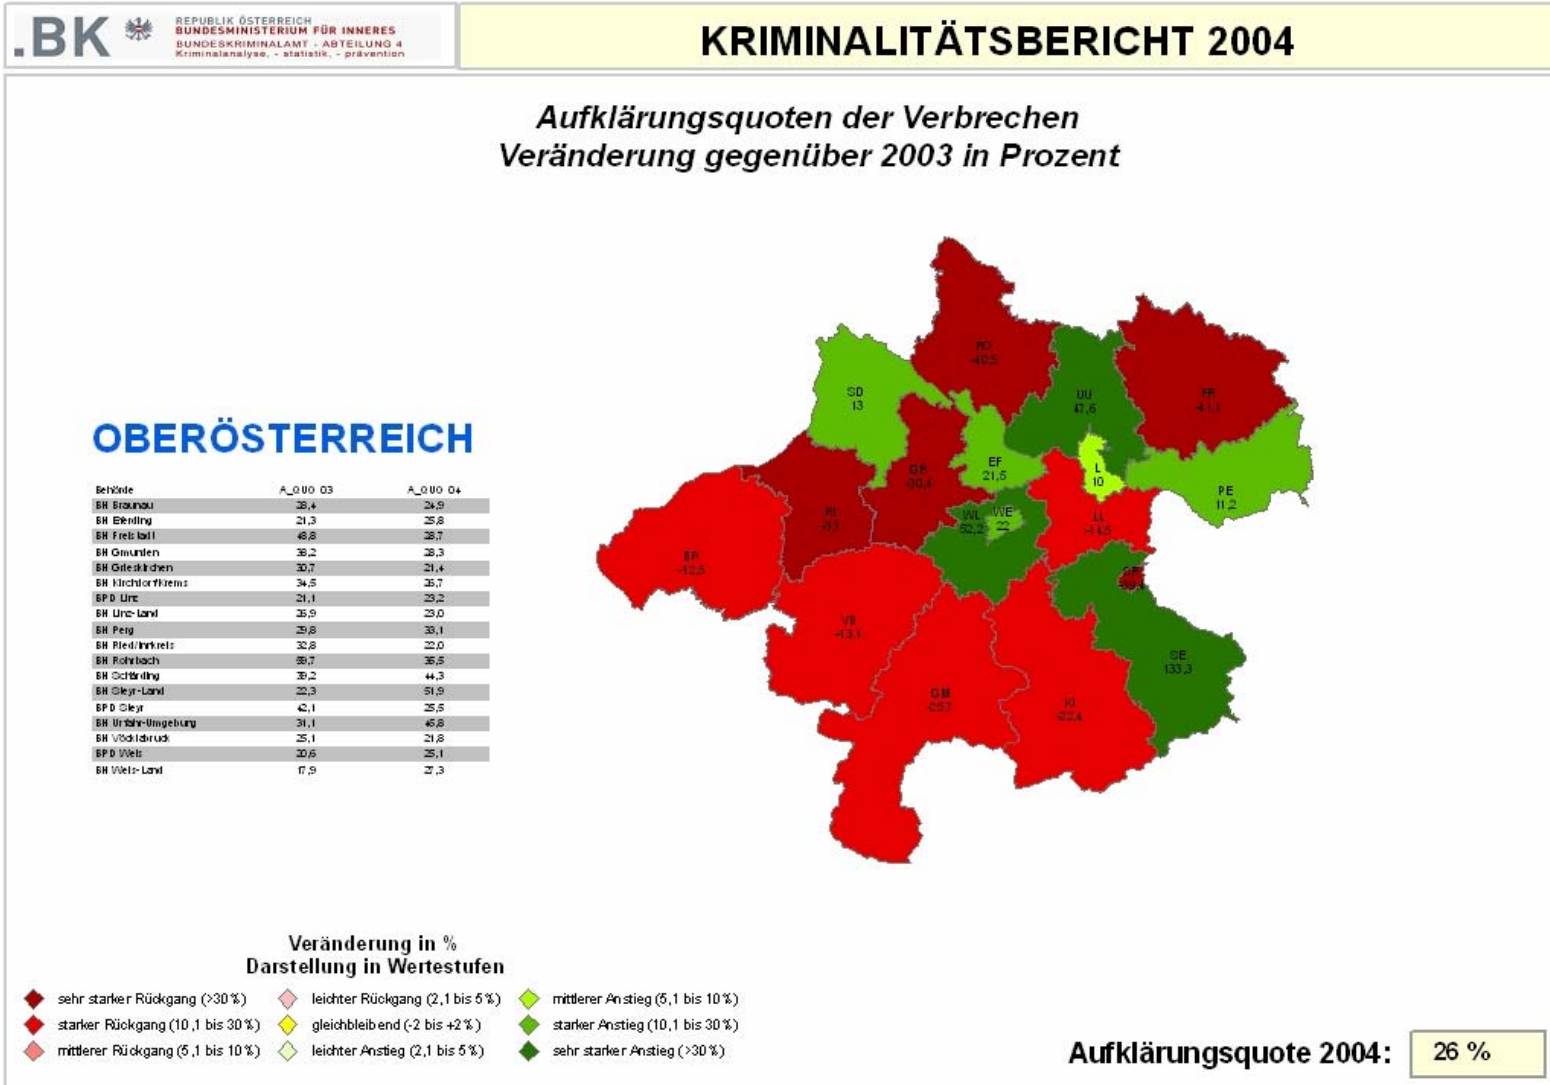 .BK
REPUBLIK ÖSTERREICH
BUNDESMINISTERIUM FÜR INNERES
BUNDESKRIMINALAMT - ABTEILUNG 4
Kriminalanalyse, - statistik, - prävention
KRIMINALITÄTSBERICHT 2004
Aufklärungsquoten der Verbrechen
Veränderung gegenüber 2003 in Prozent
OBERÖSTERREICH
Behörde A_QUO 03 A_QUO 04
BH Braunau 28,4 24,9
BH Eferding 21,3 25,8
BH Freistadt 48,8 28,7
BH Gmunden 38,2 28,3
BH Grieskirchen 30,7 21,4
BH Kirchdorf/Krems 34,5 26,7
BPD Linz 21,1 23,2
BH Linz-Land 26,9 23,0
BH Perg 29,8 33,1
BH Ried/Innkreis 32,8 22,0
BH Rohrbach 59,7 35,5
BH Schärding 39,2 44,3
BH Steyr-Land 22,3 51,9
BPD Steyr 42,1 25,5
BH Urfahr-Umgebung 31,1 45,8
BH Vöcklabruck 25,1 21,8
BPD Wels 20,6 25,1
BH Wels-Land 17,9 27,3
RO
-40,5
SD
13
UU
47,6
FR
-41,1
GR
-30,4
EF
21,5
L
10
PE
11,2
RI
-33
WL
52,2
WE
22
LL
-14,5
BR
-12,5
VB
-13,1
SE
133,3
GM
KI
-22,4
Veränderung in %
Darstellung in Wertestufen
sehr starker Rückgang (>30%) leichter Rückgang (2,1 bis 5%) mittlerer Anstieg (5,1 bis 10%)
starker Rückgang (10,1 bis 30%) gleichbleibend (-2 bis +2%) starker Anstieg (10,1 bis 30%)
mittlerer Rückgang (5,1 bis 10%) leichter Anstieg (2,1 bis 5%) sehr starker Anstieg (>30%)
Aufklärungsquote 2004: 26 %